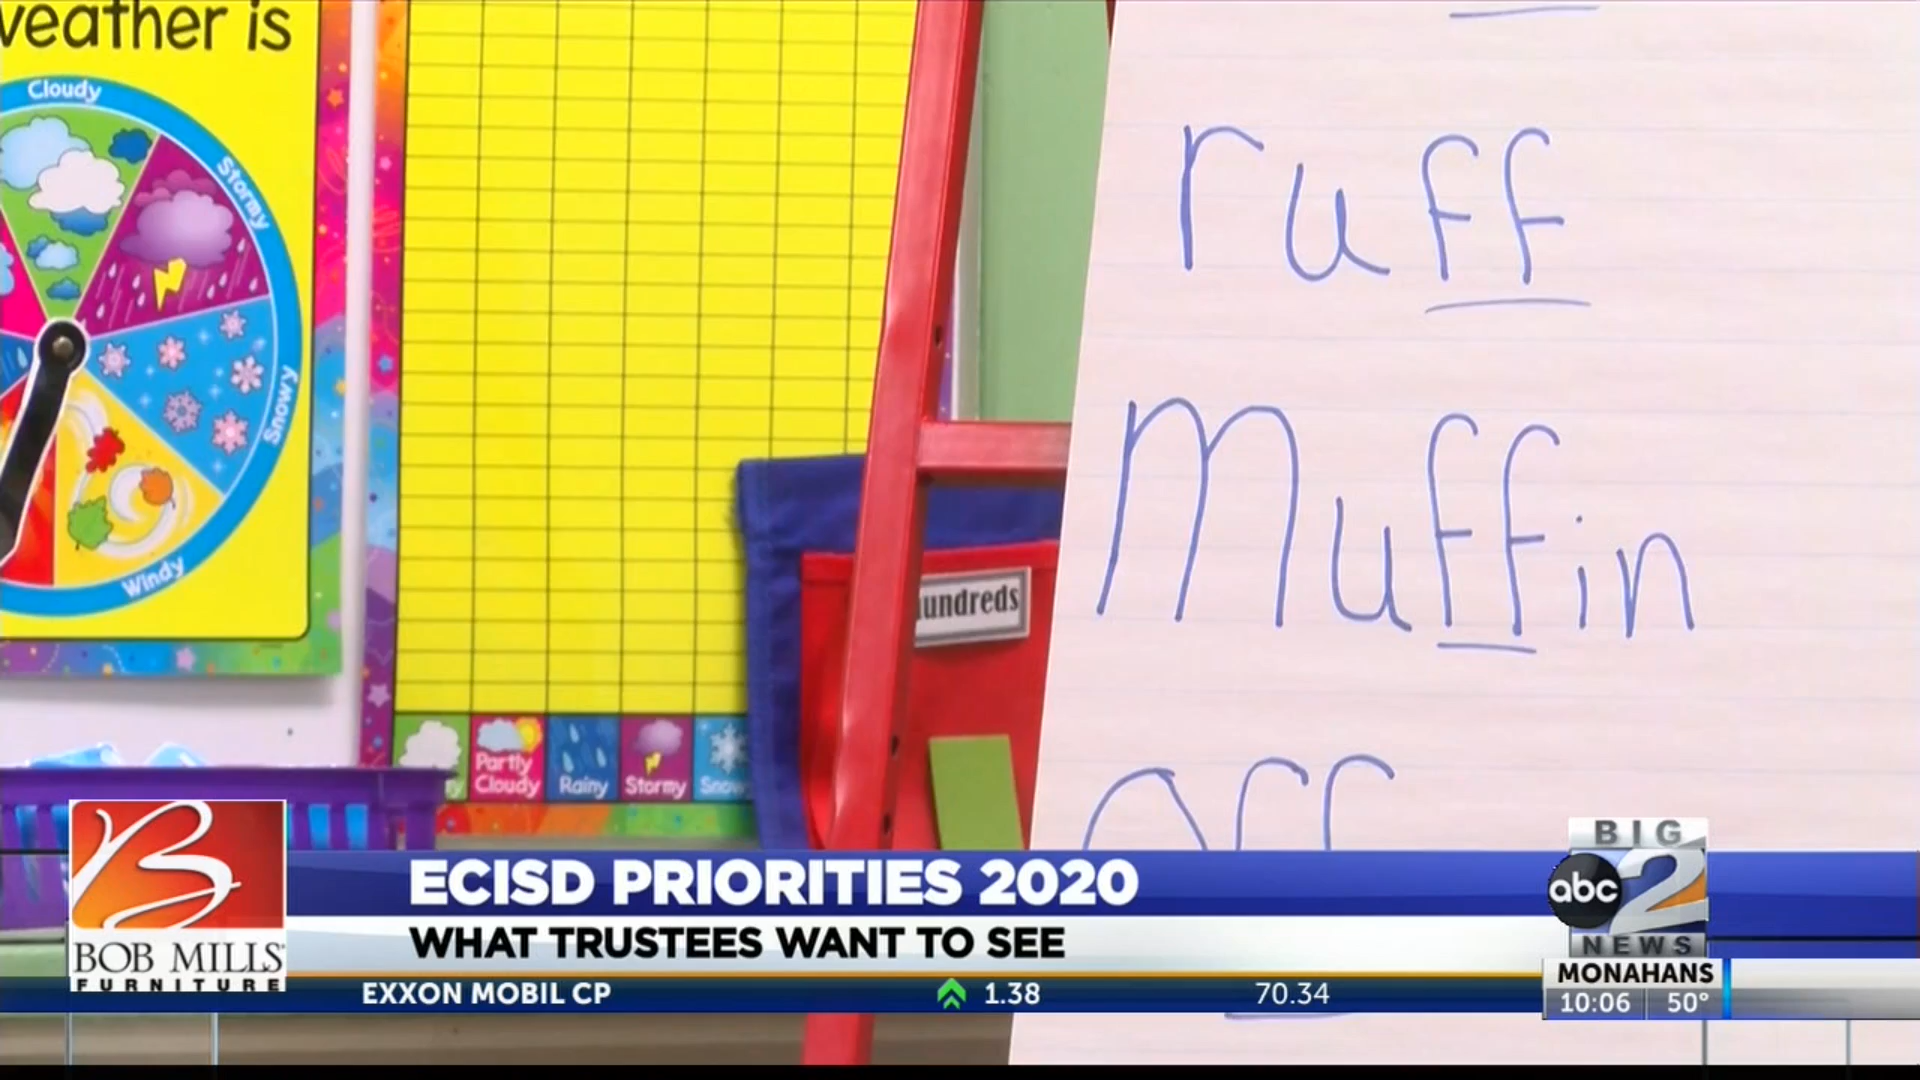 weather is
Cloudy
Stormy
Snowy
Windy
Partly
Cloudy
Rainy
Stormy
Snow
hundreds
ruff
Muffin
off
ECISD PRIORITIES 2020
WHAT TRUSTEES WANT TO SEE
BOB MILLS
FURNITURE
EXXON MOBIL CP 1.38 70.34
BIG
abc 2
NEWS
MONAHANS
10:06 50°